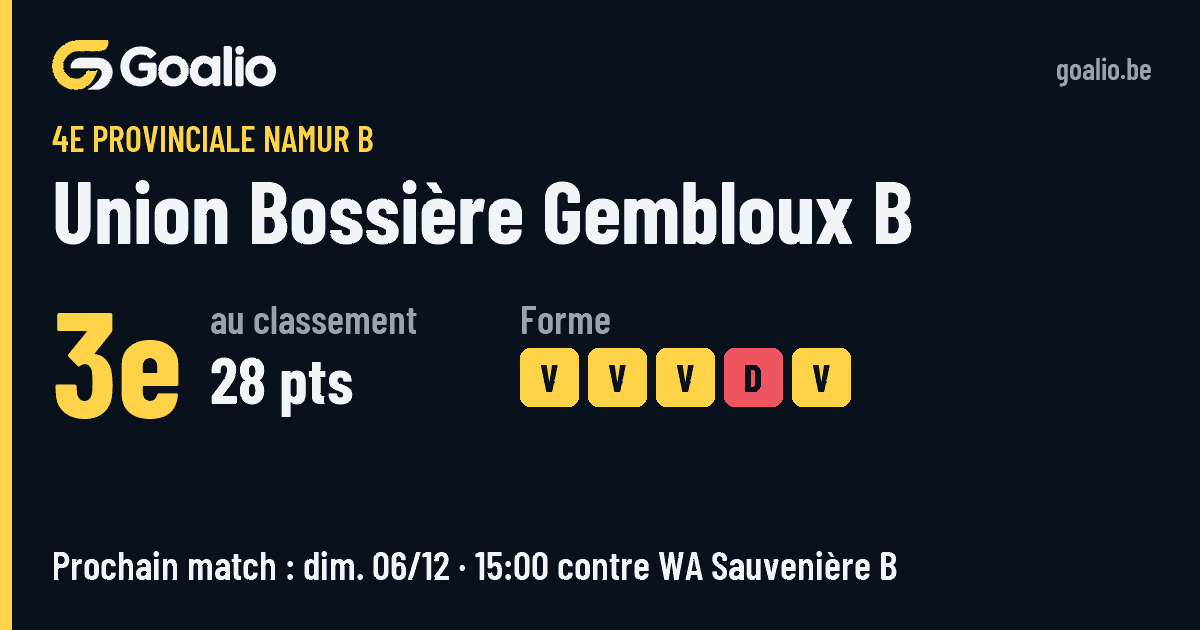 Goalio
goalio.be
4E PROVINCIALE NAMUR B
Union Bossière Gembloux B
3e
au classement
28 pts
Forme
V V V D V
Prochain match : dim. 06/12 · 15:00 contre WA Sauvenière B